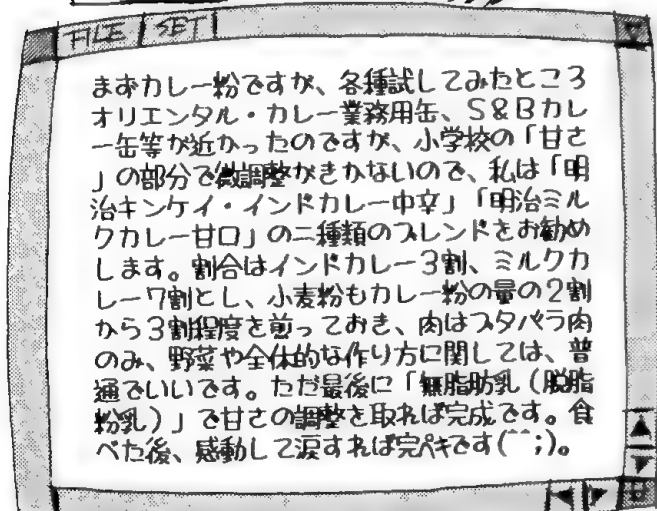 FILE SET
まずカレー粉ですが、各種試してみたところ
オリエンタル・カレー業務用缶、S&Bカレ
ー缶等が近かったのですが、小学校の「甘さ
」の部分で微調整がきかないので、私は「明
治キンケイ・インドカレー中辛」「明治ミル
クカレー甘口」の二種類のブレンドをお勧め
します。割合はインドカレー3割、ミルクカ
レー7割とし、小麦粉もカレー粉の量の2割
から3割程度を煎っておき、肉はブタバラ肉
のみ、野菜や全体的な作り方に関しては、普
通でいいです。ただ最後に「無脂肪乳(脱脂
粉乳)」で甘さの調整を取れば完成です。食
べた後、感動して涙すれば完ペキです(^^;)。